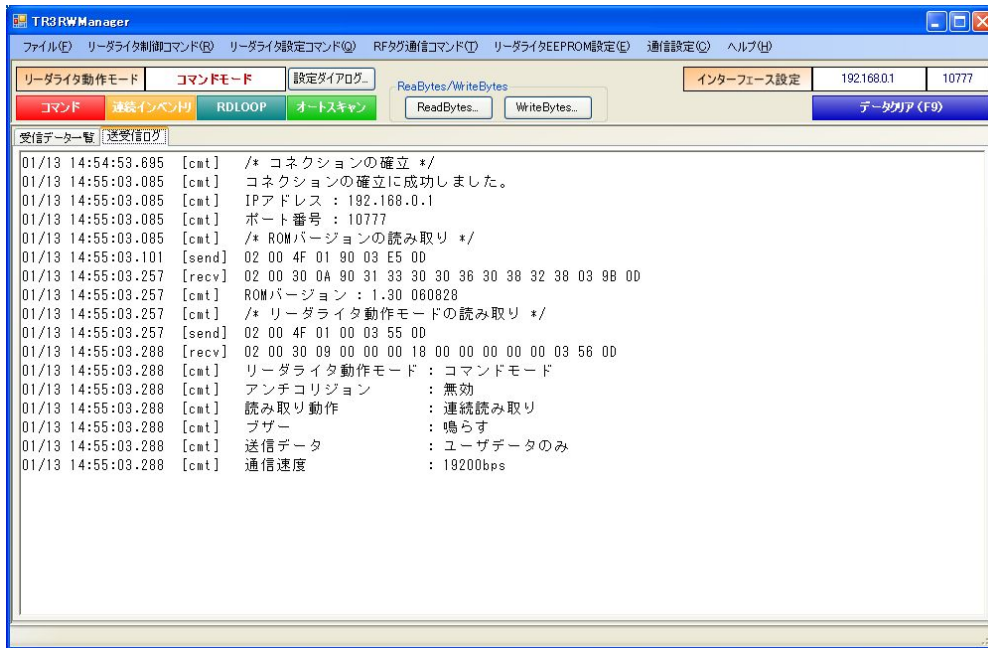 TR3RWManager
ファイル(F) リーダライタ制御コマンド(R) リーダライタ設定コマンド(Q) RFタグ通信コマンド(T) リーダライタEEPROM設定(E) 通信設定(C) ヘルプ(H)
リーダライタ動作モード コマンドモード 設定ダイアログ... ReaBytes/WriteBytes インターフェース設定 192.168.0.1 10777
コマンド 連続インベントリ RDLOOP オートスキャン ReadBytes... WriteBytes... データクリア(F9)
受信データ一覧 送受信ログ
01/13 14:54:53.695 [cmt] /* コネクションの確立 */
01/13 14:55:03.085 [cmt] コネクションの確立に成功しました。
01/13 14:55:03.085 [cmt] IPアドレス : 192.168.0.1
01/13 14:55:03.085 [cmt] ポート番号 : 10777
01/13 14:55:03.085 [cmt] /* ROMバージョンの読み取り */
01/13 14:55:03.101 [send] 02 00 4F 01 90 03 E5 0D
01/13 14:55:03.257 [recv] 02 00 30 0A 90 31 33 30 30 36 30 38 32 38 03 9B 0D
01/13 14:55:03.257 [cmt] ROMバージョン : 1.30 060828
01/13 14:55:03.257 [cmt] /* リーダライタ動作モードの読み取り */
01/13 14:55:03.257 [send] 02 00 4F 01 00 03 55 0D
01/13 14:55:03.288 [recv] 02 00 30 09 00 00 00 18 00 00 00 00 00 03 56 0D
01/13 14:55:03.288 [cmt] リーダライタ動作モード : コマンドモード
01/13 14:55:03.288 [cmt] アンチコリジョン : 無効
01/13 14:55:03.288 [cmt] 読み取り動作 : 連続読み取り
01/13 14:55:03.288 [cmt] ブザー : 鳴らす
01/13 14:55:03.288 [cmt] 送信データ : ユーザデータのみ
01/13 14:55:03.288 [cmt] 通信速度 : 19200bps